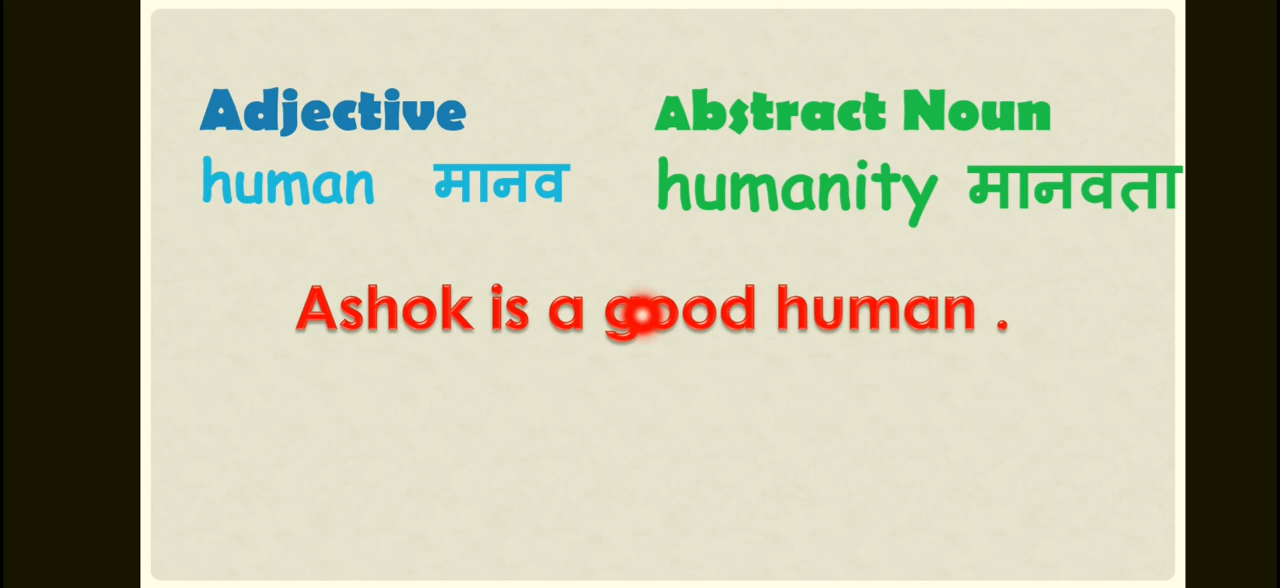 Adjective Abstract Noun
human मानव humanity मानवता
Ashok is a good human .